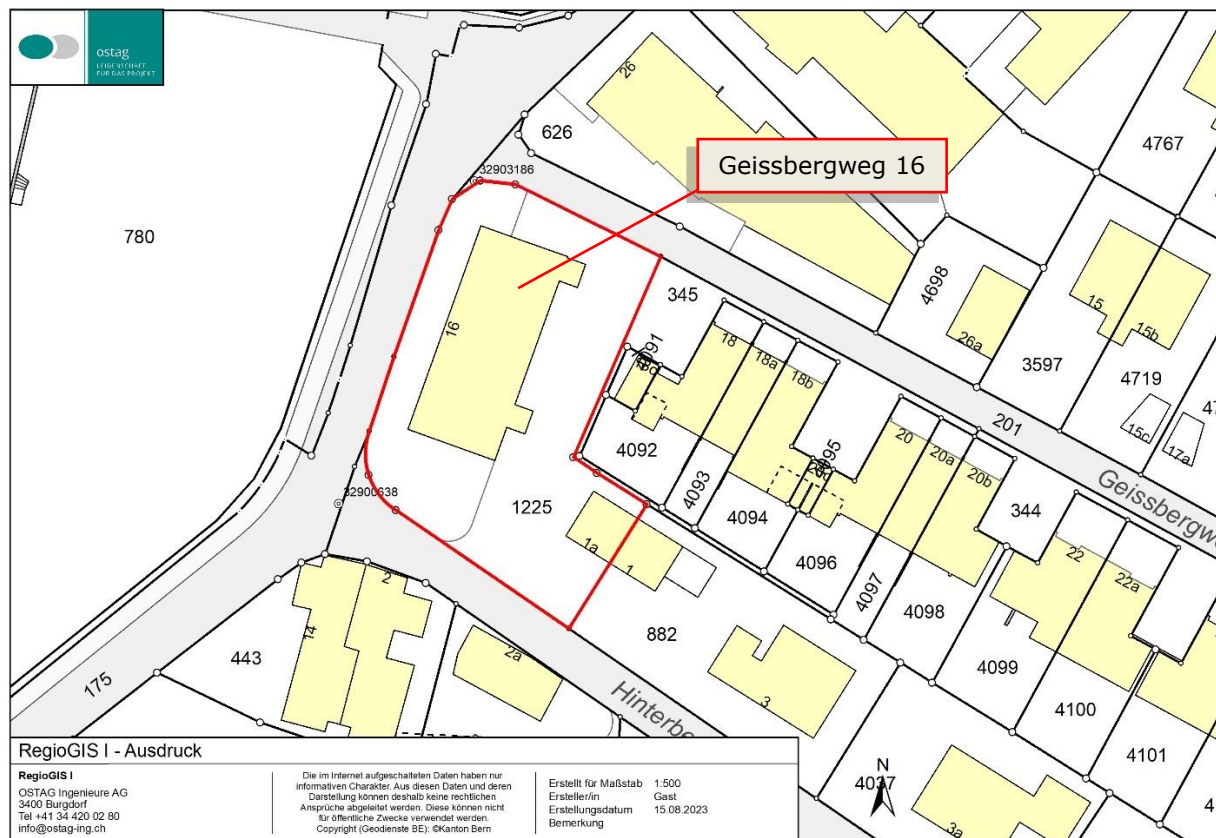 ostag
LEIDENSCHAFT
FÜR DAS PROJEKT
26
626
4767
Geissbergweg 16
32903186
780
345
4698
15
15b
26a
16
18
18a
18b
4091
18c
3597
4719
15c
17a
201
Geissbergwe
4092
4093
4094
4095
4096
4097
4098
4099
4100
4101
20
20a
20b
344
22
22a
32900638
1225
1a
1
2
14
443
2a
882
3
175
Hinterbe
4037
3a
N
RegioGIS I - Ausdruck
RegioGIS I
OSTAG Ingenieure AG
3400 Burgdorf
Tel +41 34 420 02 80
info@ostag-ing.ch
Die im Internet aufgeschalteten Daten haben nur
informativen Charakter. Aus diesen Daten und deren
Darstellung können deshalb keine rechtlichen
Ansprüche abgeleitet werden. Diese können nicht
für öffentliche Zwecke verwendet werden.
Copyright (Geodienste BE): ©Kanton Bern
Erstellt für Maßstab 1:500
Ersteller/in Gast
Erstellungsdatum 15.08.2023
Bemerkung